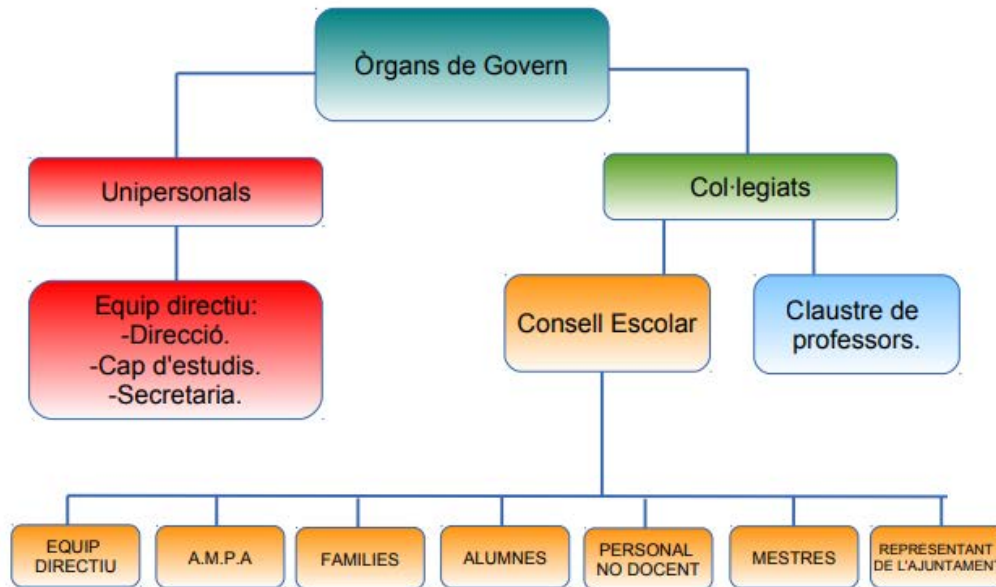 Òrgans de Govern
Unipersonals
Col·legiats
Equip directiu:
-Direcció.
-Cap d'estudis.
-Secretaria.
Consell Escolar
Claustre de
professors.
EQUIP
DIRECTIU
A.M.P.A
FAMILIES
ALUMNES
PERSONAL
NO DOCENT
MESTRES
REPRESENTANT
DE L'AJUNTAMENT